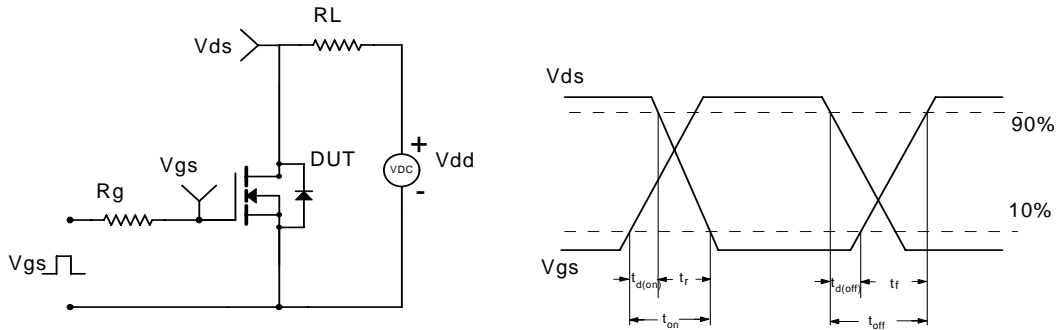 RL
Vds
Vgs
DUT
VDC
+
-
Vdd
Rg
Vgs
Vds
90%
10%
Vgs
td(on)
tr
ton
td(off)
tf
toff